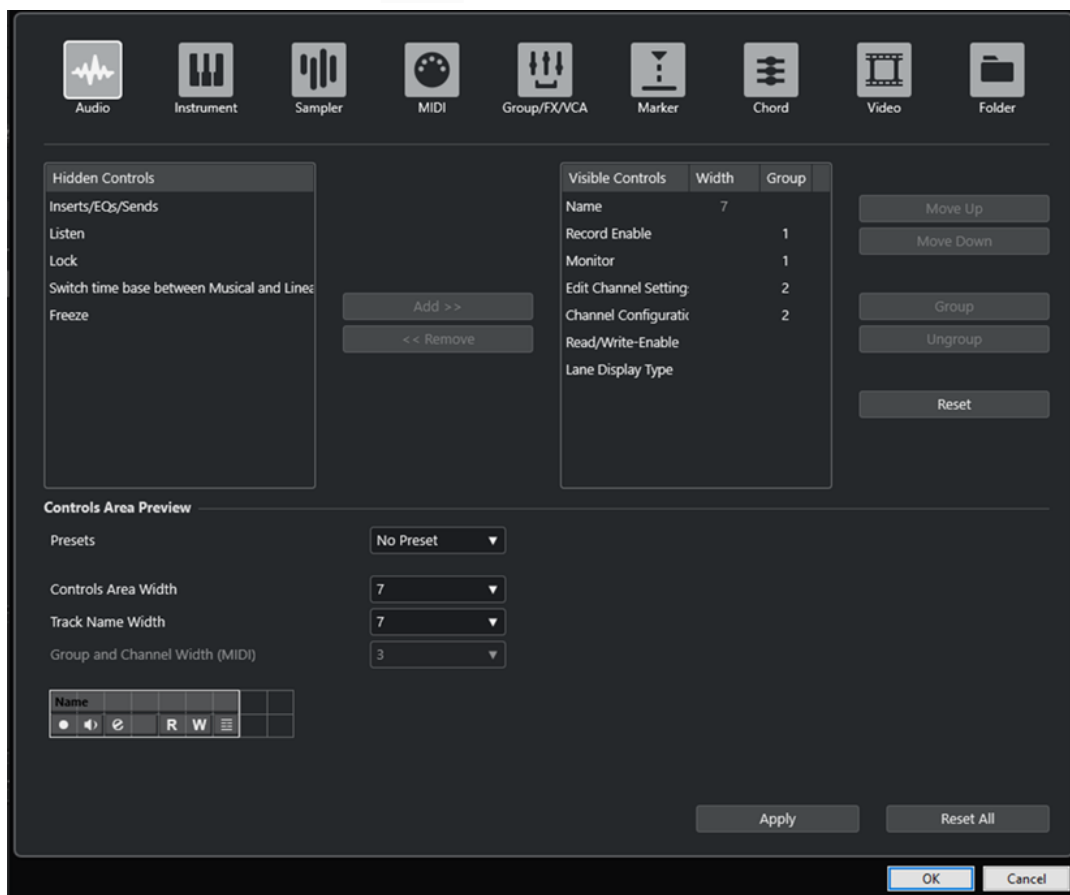 Audio Instrument Sampler MIDI Group/FX/VCA Marker Chord Video Folder
Hidden Controls
Inserts/EQs/Sends
Listen
Lock
Switch time base between Musical and Linea
Freeze
Add >>
<< Remove
Visible Controls Width Group
Name 7
Record Enable 1
Monitor 1
Edit Channel Setting: 2
Channel Configuratic 2
Read/Write-Enable
Lane Display Type
Move Up
Move Down
Group
Ungroup
Reset
Controls Area Preview
Presets No Preset
Controls Area Width 7
Track Name Width 7
Group and Channel Width (MIDI) 3
Name
e R W
Apply Reset All
OK Cancel